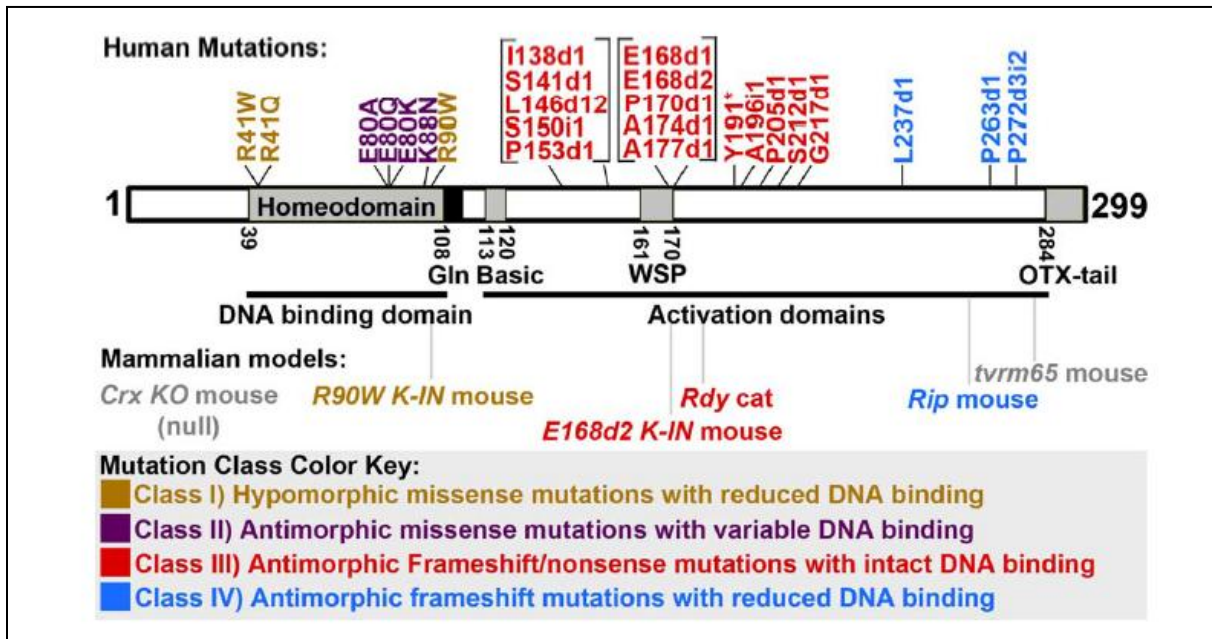 Human Mutations:
R41W
R41Q
E80A
E80Q
E80K
K88N
R90W
I138d1
S141d1
L146d12
S150i1
P153d1
E168d1
E168d2
P170d1
A174d1
A177d1
Y191*
A196i1
P205d1
S212d1
G217d1
L237d1
P263d1
P272d3i2
1
Homeodomain
299
39
108
113
120
161
170
284
Gln Basic
WSP
OTX-tail
DNA binding domain
Activation domains
Mammalian models:
Crx KO mouse
(null)
R90W K-IN mouse
E168d2 K-IN mouse
Rdy cat
Rip mouse
tvrm65 mouse
Mutation Class Color Key:
Class I) Hypomorphic missense mutations with reduced DNA binding
Class II) Antimorphic missense mutations with variable DNA binding
Class III) Antimorphic Frameshift/nonsense mutations with intact DNA binding
Class IV) Antimorphic frameshift mutations with reduced DNA binding